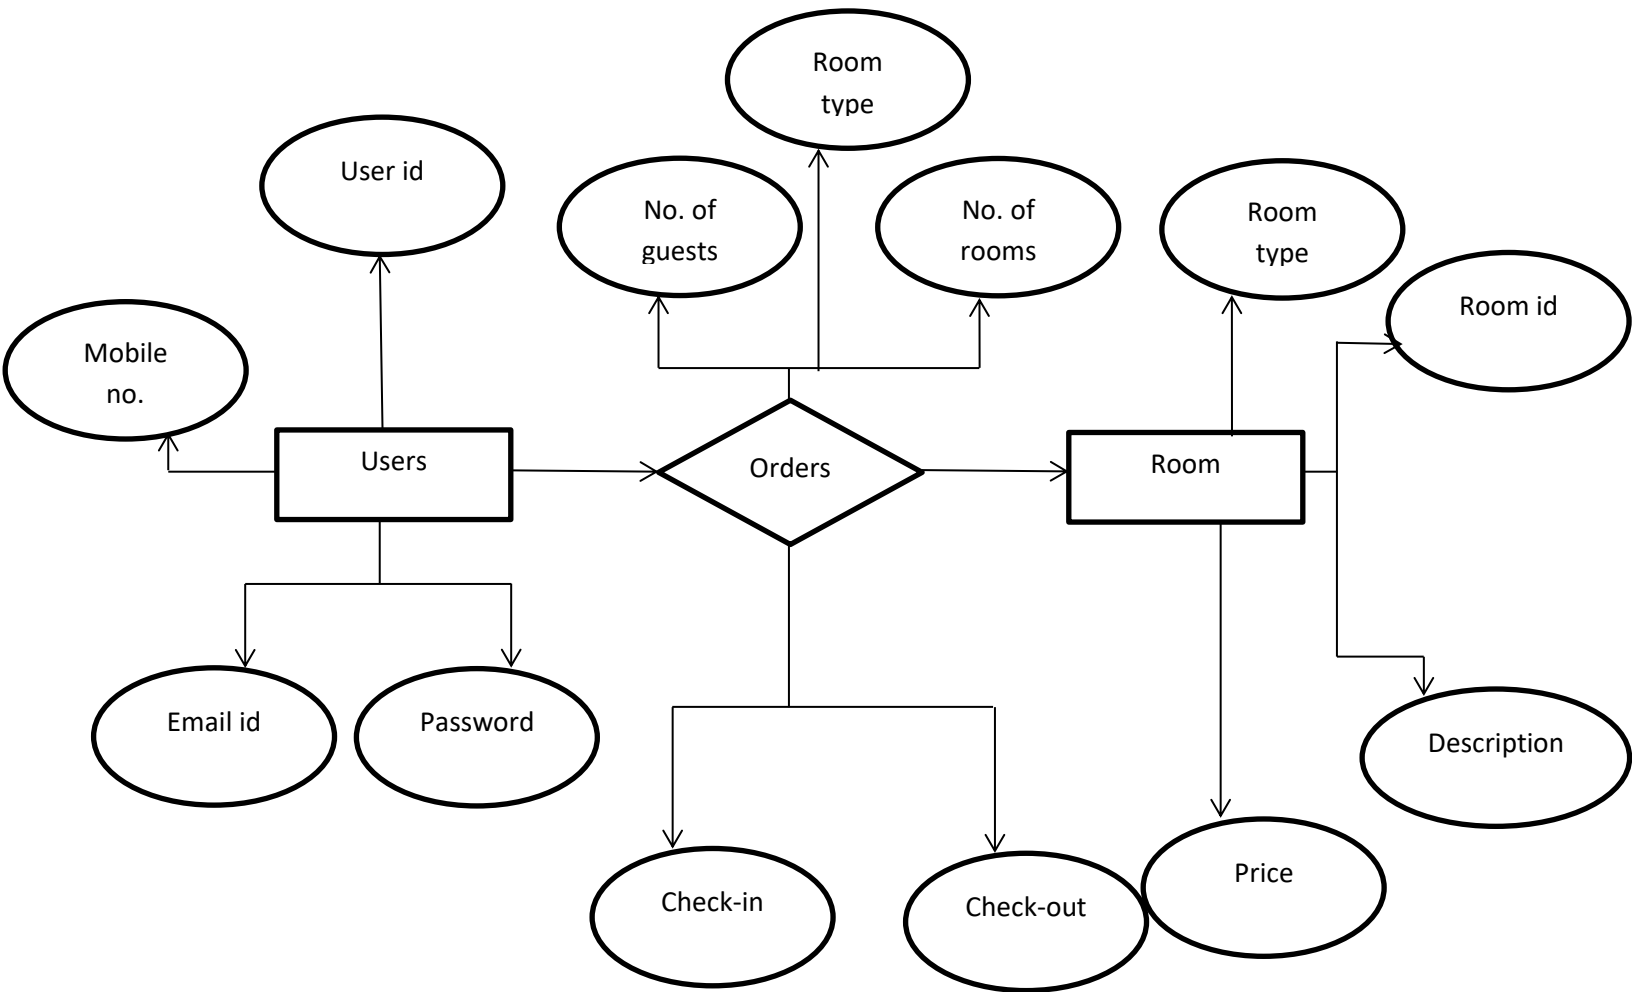 Room
type
User id
No. of
guests
No. of
rooms
Room
type
Room id
Mobile
no.
Users
Orders
Room
Email id
Password
Description
Check-in
Check-out
Price